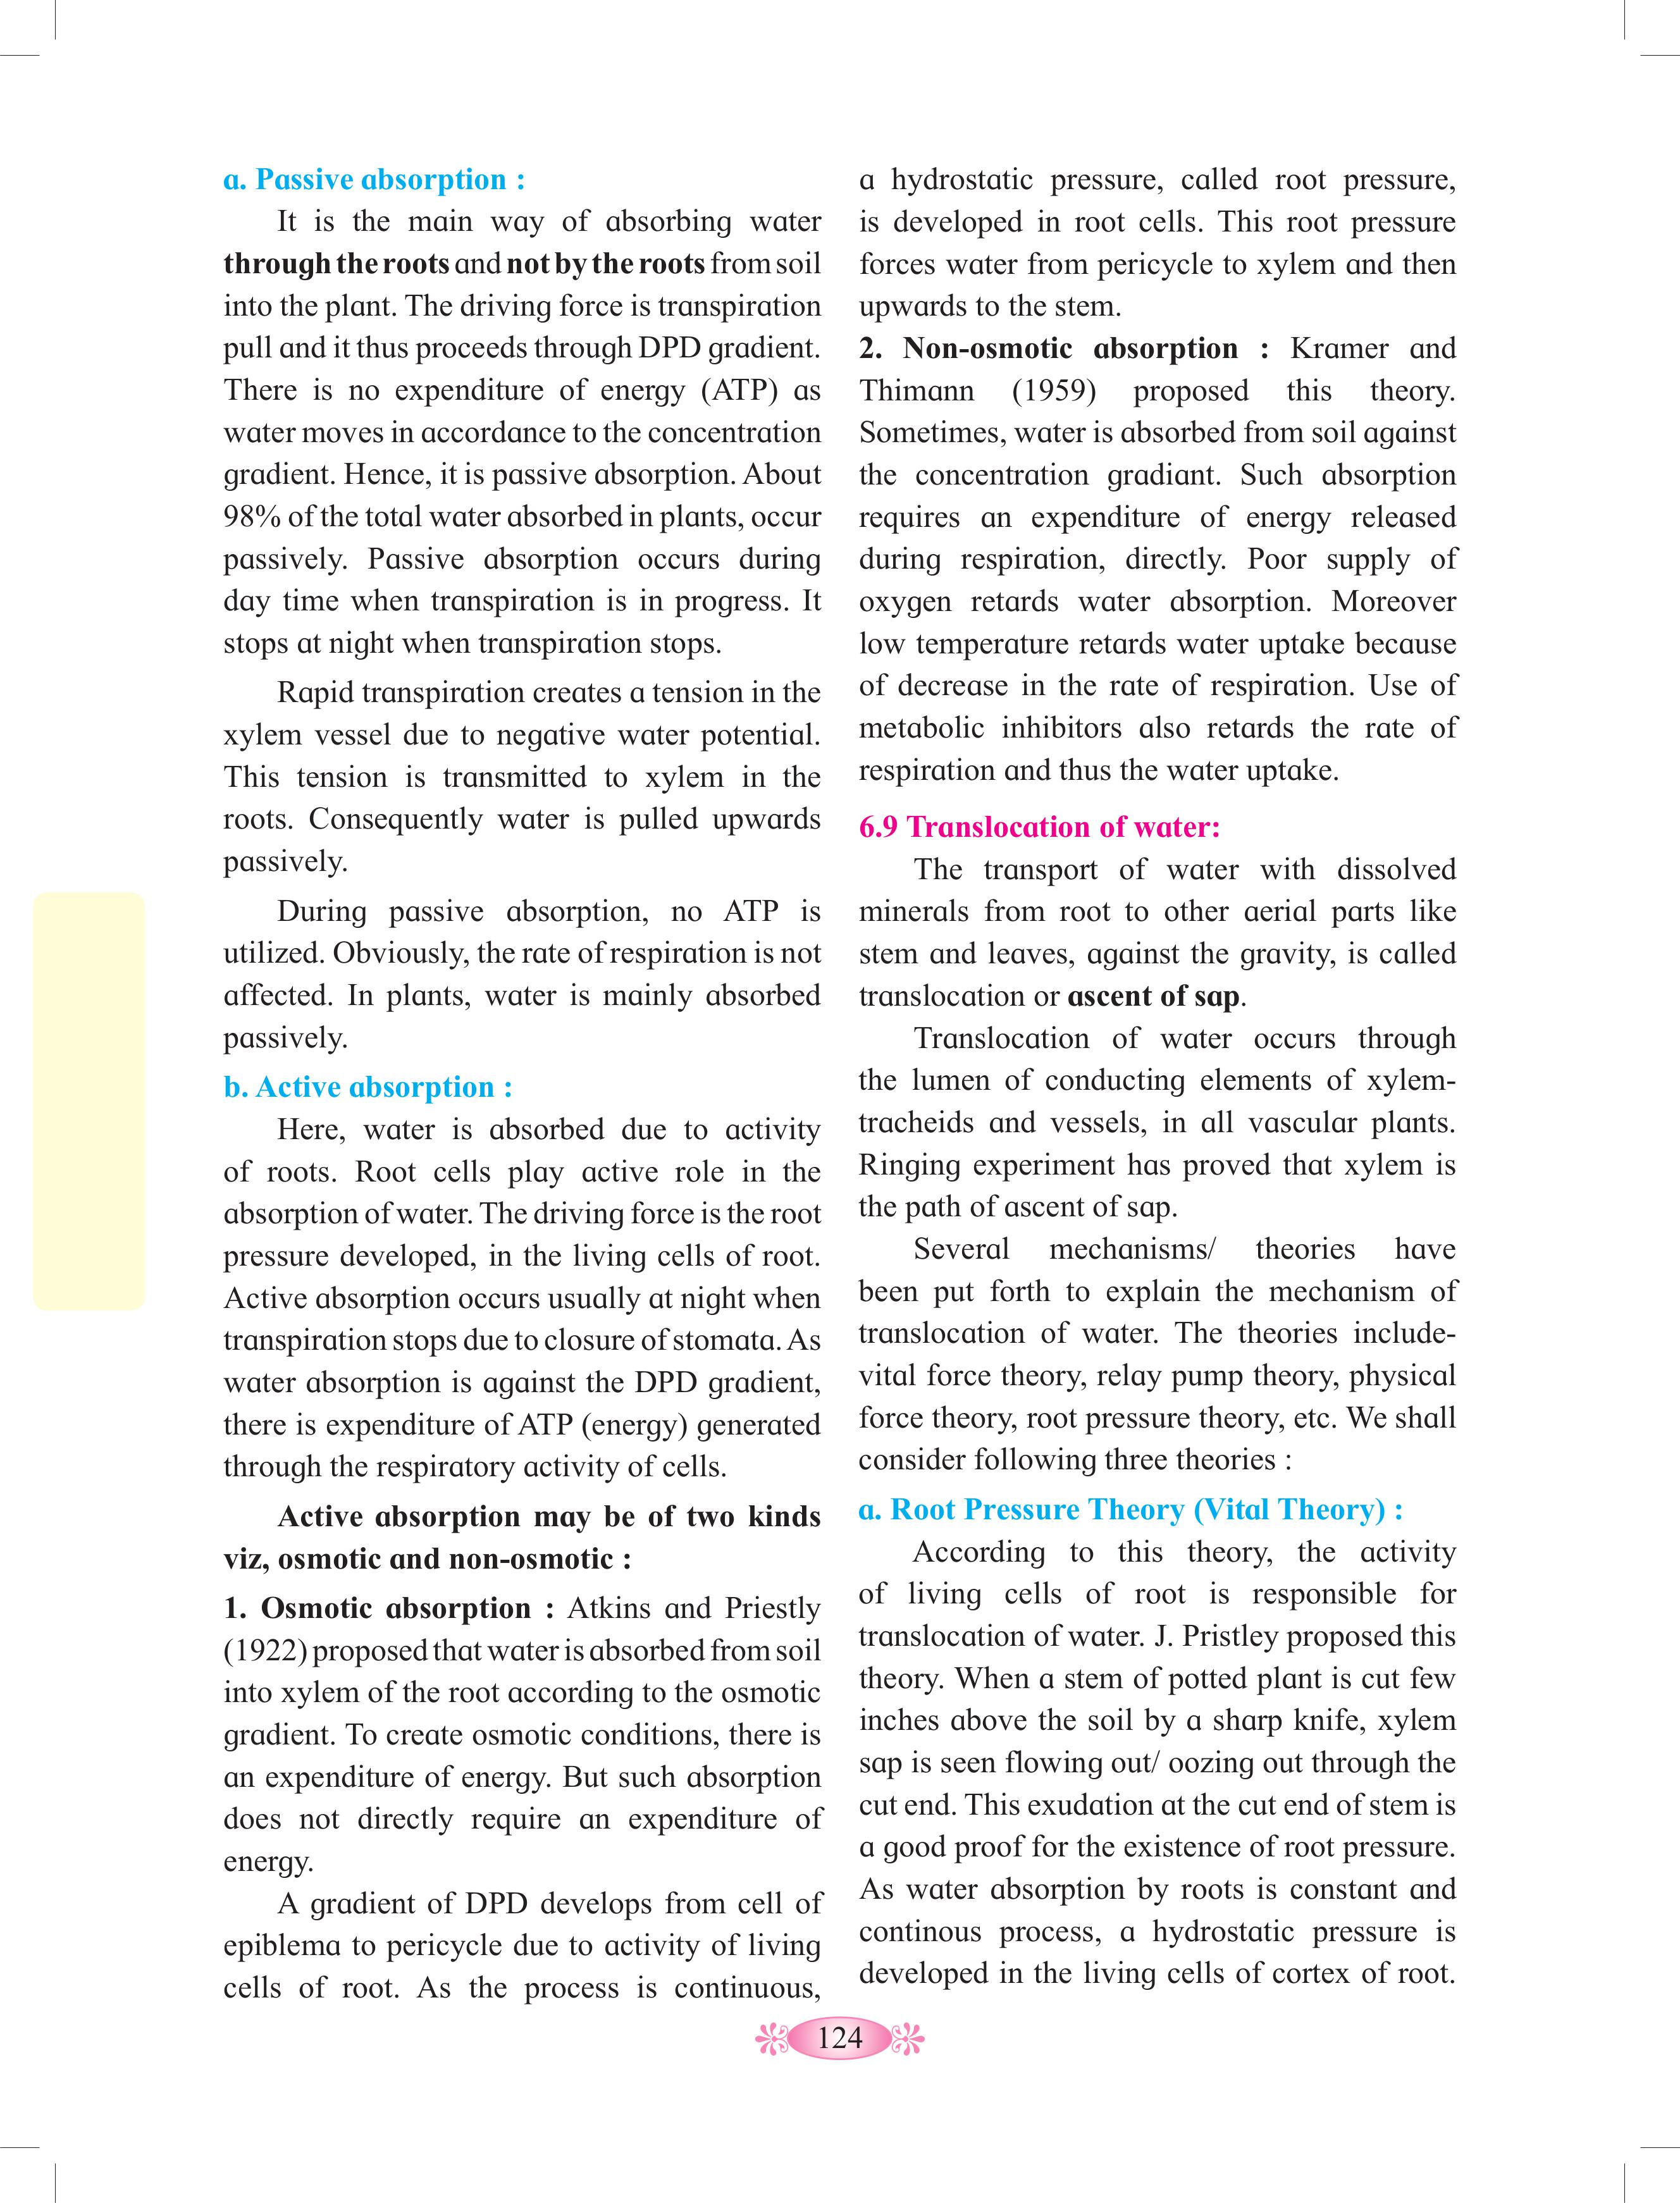 a. Passive absorption :
It is the main way of absorbing water
through the roots and not by the roots from soil
into the plant. The driving force is transpiration
pull and it thus proceeds through DPD gradient.
There is no expenditure of energy (ATP) as
water moves in accordance to the concentration
gradient. Hence, it is passive absorption. About
98% of the total water absorbed in plants, occur
passively. Passive absorption occurs during
day time when transpiration is in progress. It
stops at night when transpiration stops.
Rapid transpiration creates a tension in the
xylem vessel due to negative water potential.
This tension is transmitted to xylem in the
roots. Consequently water is pulled upwards
passively.
During passive absorption, no ATP is
utilized. Obviously, the rate of respiration is not
affected. In plants, water is mainly absorbed
passively.
b. Active absorption :
Here, water is absorbed due to activity
of roots. Root cells play active role in the
absorption of water. The driving force is the root
pressure developed, in the living cells of root.
Active absorption occurs usually at night when
transpiration stops due to closure of stomata. As
water absorption is against the DPD gradient,
there is expenditure of ATP (energy) generated
through the respiratory activity of cells.
Active absorption may be of two kinds
viz, osmotic and non-osmotic :
1. Osmotic absorption : Atkins and Priestly
(1922) proposed that water is absorbed from soil
into xylem of the root according to the osmotic
gradient. To create osmotic conditions, there is
an expenditure of energy. But such absorption
does not directly require an expenditure of
energy.
A gradient of DPD develops from cell of
epiblema to pericycle due to activity of living
cells of root. As the process is continuous,
a hydrostatic pressure, called root pressure,
is developed in root cells. This root pressure
forces water from pericycle to xylem and then
upwards to the stem.
2. Non-osmotic absorption : Kramer and
Thimann (1959) proposed this theory.
Sometimes, water is absorbed from soil against
the concentration gradiant. Such absorption
requires an expenditure of energy released
during respiration, directly. Poor supply of
oxygen retards water absorption. Moreover
low temperature retards water uptake because
of decrease in the rate of respiration. Use of
metabolic inhibitors also retards the rate of
respiration and thus the water uptake.
6.9 Translocation of water:
The transport of water with dissolved
minerals from root to other aerial parts like
stem and leaves, against the gravity, is called
translocation or ascent of sap.
Translocation of water occurs through
the lumen of conducting elements of xylem-
tracheids and vessels, in all vascular plants.
Ringing experiment has proved that xylem is
the path of ascent of sap.
Several mechanisms/ theories have
been put forth to explain the mechanism of
translocation of water. The theories include-
vital force theory, relay pump theory, physical
force theory, root pressure theory, etc. We shall
consider following three theories :
a. Root Pressure Theory (Vital Theory) :
According to this theory, the activity
of living cells of root is responsible for
translocation of water. J. Pristley proposed this
theory. When a stem of potted plant is cut few
inches above the soil by a sharp knife, xylem
sap is seen flowing out/ oozing out through the
cut end. This exudation at the cut end of stem is
a good proof for the existence of root pressure.
As water absorption by roots is constant and
continous process, a hydrostatic pressure is
developed in the living cells of cortex of root.
124